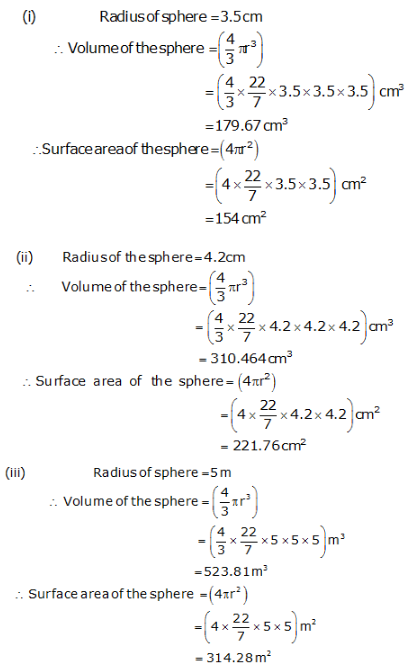 (i) Radius of sphere = 3.5 cm
∴ Volume of the sphere = (4/3 πr³)
= (4/3 × 22/7 × 3.5 × 3.5 × 3.5) cm³
= 179.67 cm³
∴ Surface area of the sphere = (4πr²)
= (4 × 22/7 × 3.5 × 3.5) cm²
= 154 cm²
(ii) Radius of the sphere = 4.2 cm
∴ Volume of the sphere = (4/3 πr³)
= (4/3 × 22/7 × 4.2 × 4.2 × 4.2) cm³
= 310.464 cm³
∴ Surface area of the sphere = (4πr²)
= (4 × 22/7 × 4.2 × 4.2) cm²
= 221.76 cm²
(iii) Radius of sphere = 5 m
∴ Volume of the sphere = (4/3 πr³)
= (4/3 × 22/7 × 5 × 5 × 5) m³
= 523.81 m³
∴ Surface area of the sphere = (4πr²)
= (4 × 22/7 × 5 × 5) m²
= 314.28 m²